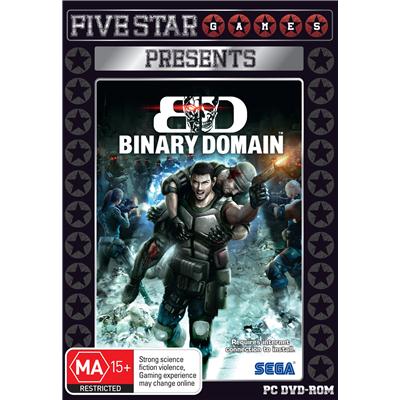 FIVE STAR GAMES
PRESENTS
BD
BINARY DOMAIN™
Requires internet
connection to install.
MA 15+
RESTRICTED
Strong science
fiction violence,
Gaming experience
may change online
SEGA
PC DVD-ROM